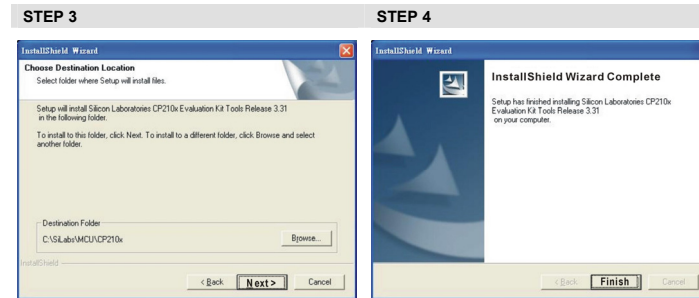 STEP 3
InstallShield Wizard
Choose Destination Location
Select folder where Setup will install files.
Setup will install Silicon Laboratories CP210x Evaluation Kit Tools Release 3.31
in the following folder.
To install to this folder, click Next. To install to a different folder, click Browse and select
another folder.
Destination Folder
C:\SiLabs\MCU\CP210x
Browse...
InstallShield
< Back
Next >
Cancel
STEP 4
InstallShield Wizard
InstallShield Wizard Complete
Setup has finished installing Silicon Laboratories CP210x
Evaluation Kit Tools Release 3.31
on your computer.
< Back
Finish
Cancel